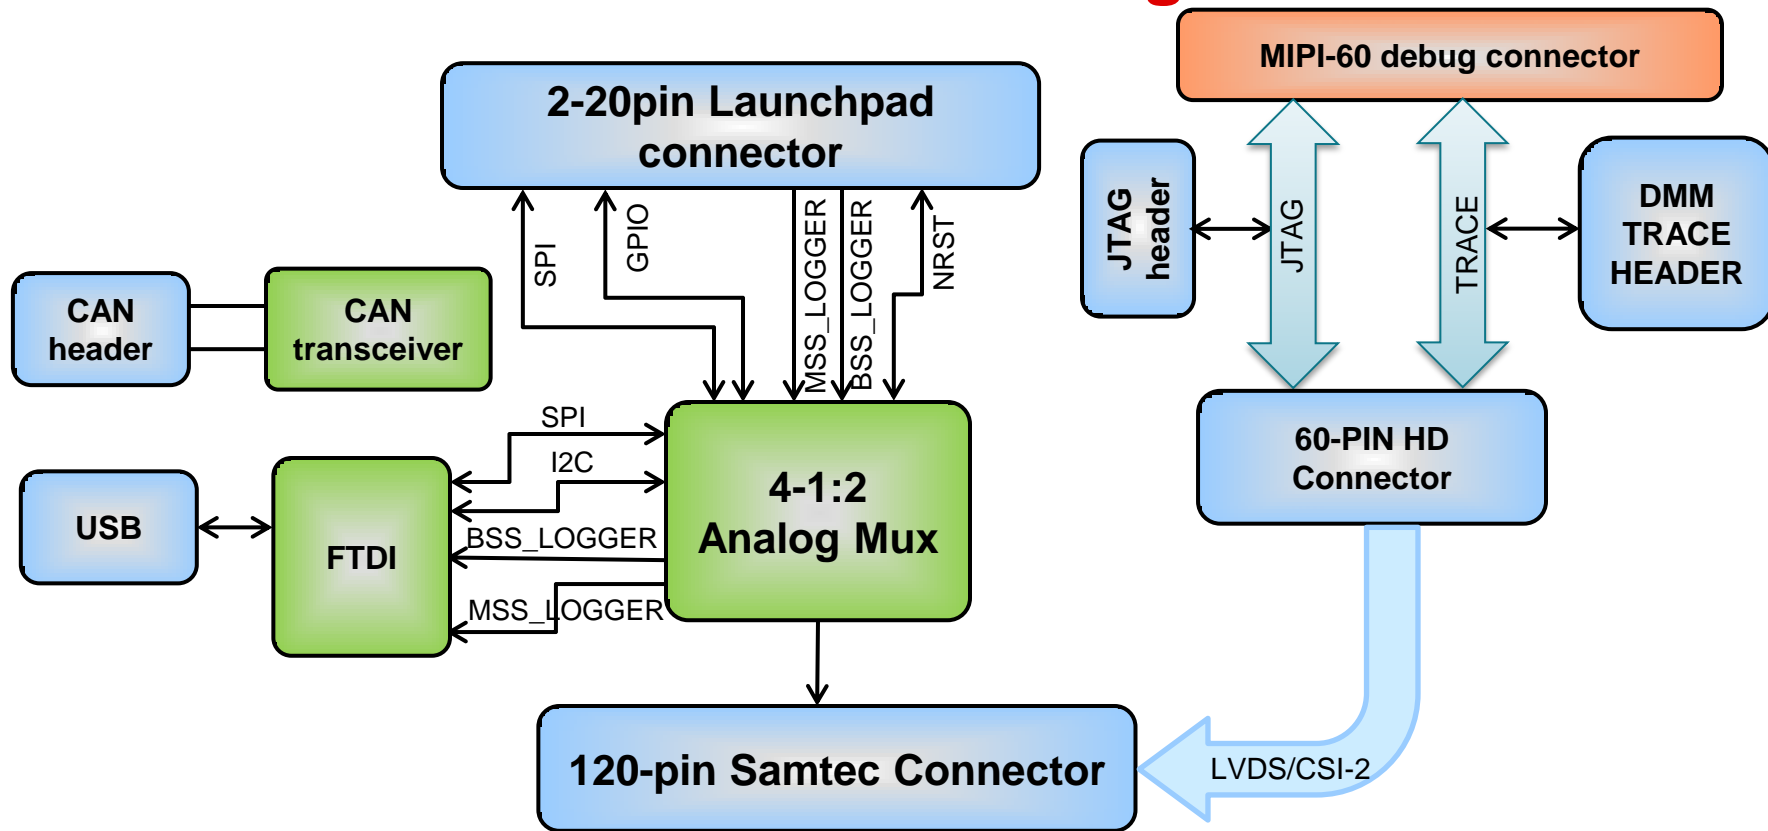 MIPI-60 debug connector
2-20pin Launchpad
connector
JTAG
header
JTAG
TRACE
DMM
TRACE
HEADER
SPI
GPIO
MSS_LOGGER
BSS_LOGGER
NRST
CAN
header
CAN
transceiver
60-PIN HD
Connector
SPI
I2C
BSS_LOGGER
MSS_LOGGER
4-1:2
Analog Mux
USB
FTDI
120-pin Samtec Connector
LVDS/CSI-2